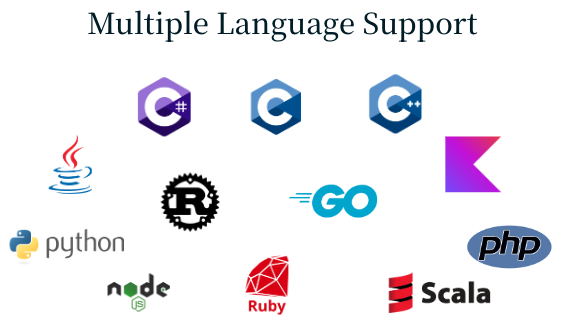 Multiple Language Support
C#
C
C++
R
GO
python
php
node
JS
Ruby
Scala